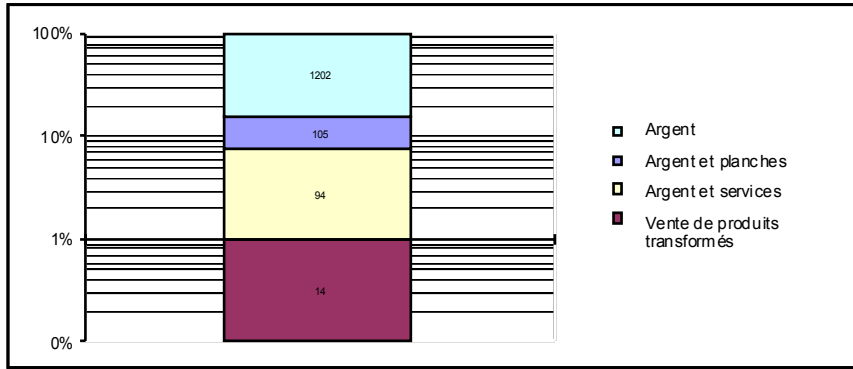 100%
10%
1%
0%
1202
105
94
14
Argent
Argent et planches
Argent et services
Vente de produits
transformés